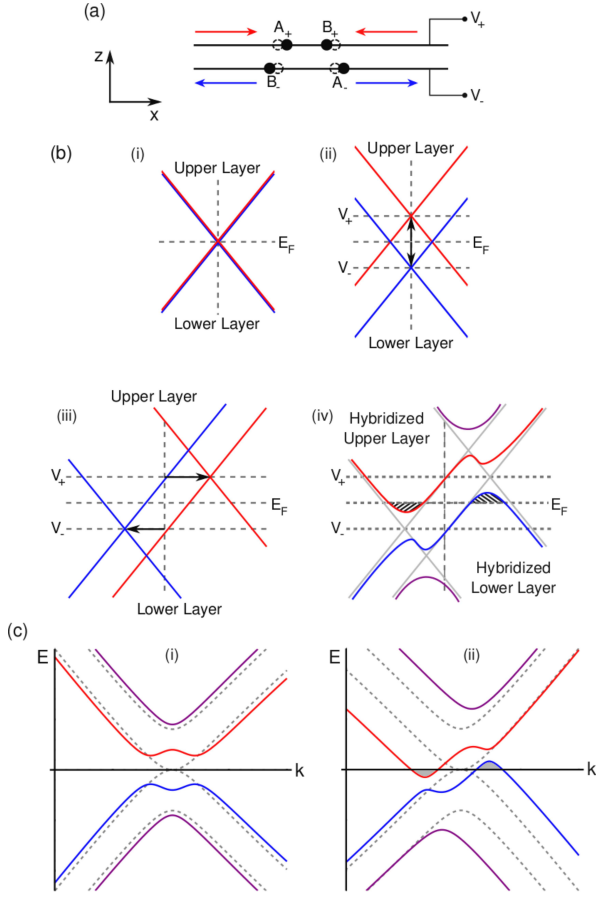 (a)
A+ B+
V+
Z
B- A-
V-
x
(b)
(i)
Upper Layer
EF
Lower Layer
(ii)
Upper Layer
V+
EF
V-
Lower Layer
(iii)
Upper Layer
V+
EF
V-
Lower Layer
(iv)
Hybridized
Upper Layer
V+
EF
V-
Hybridized
Lower Layer
(c)
E
(i)
k
E
(ii)
k